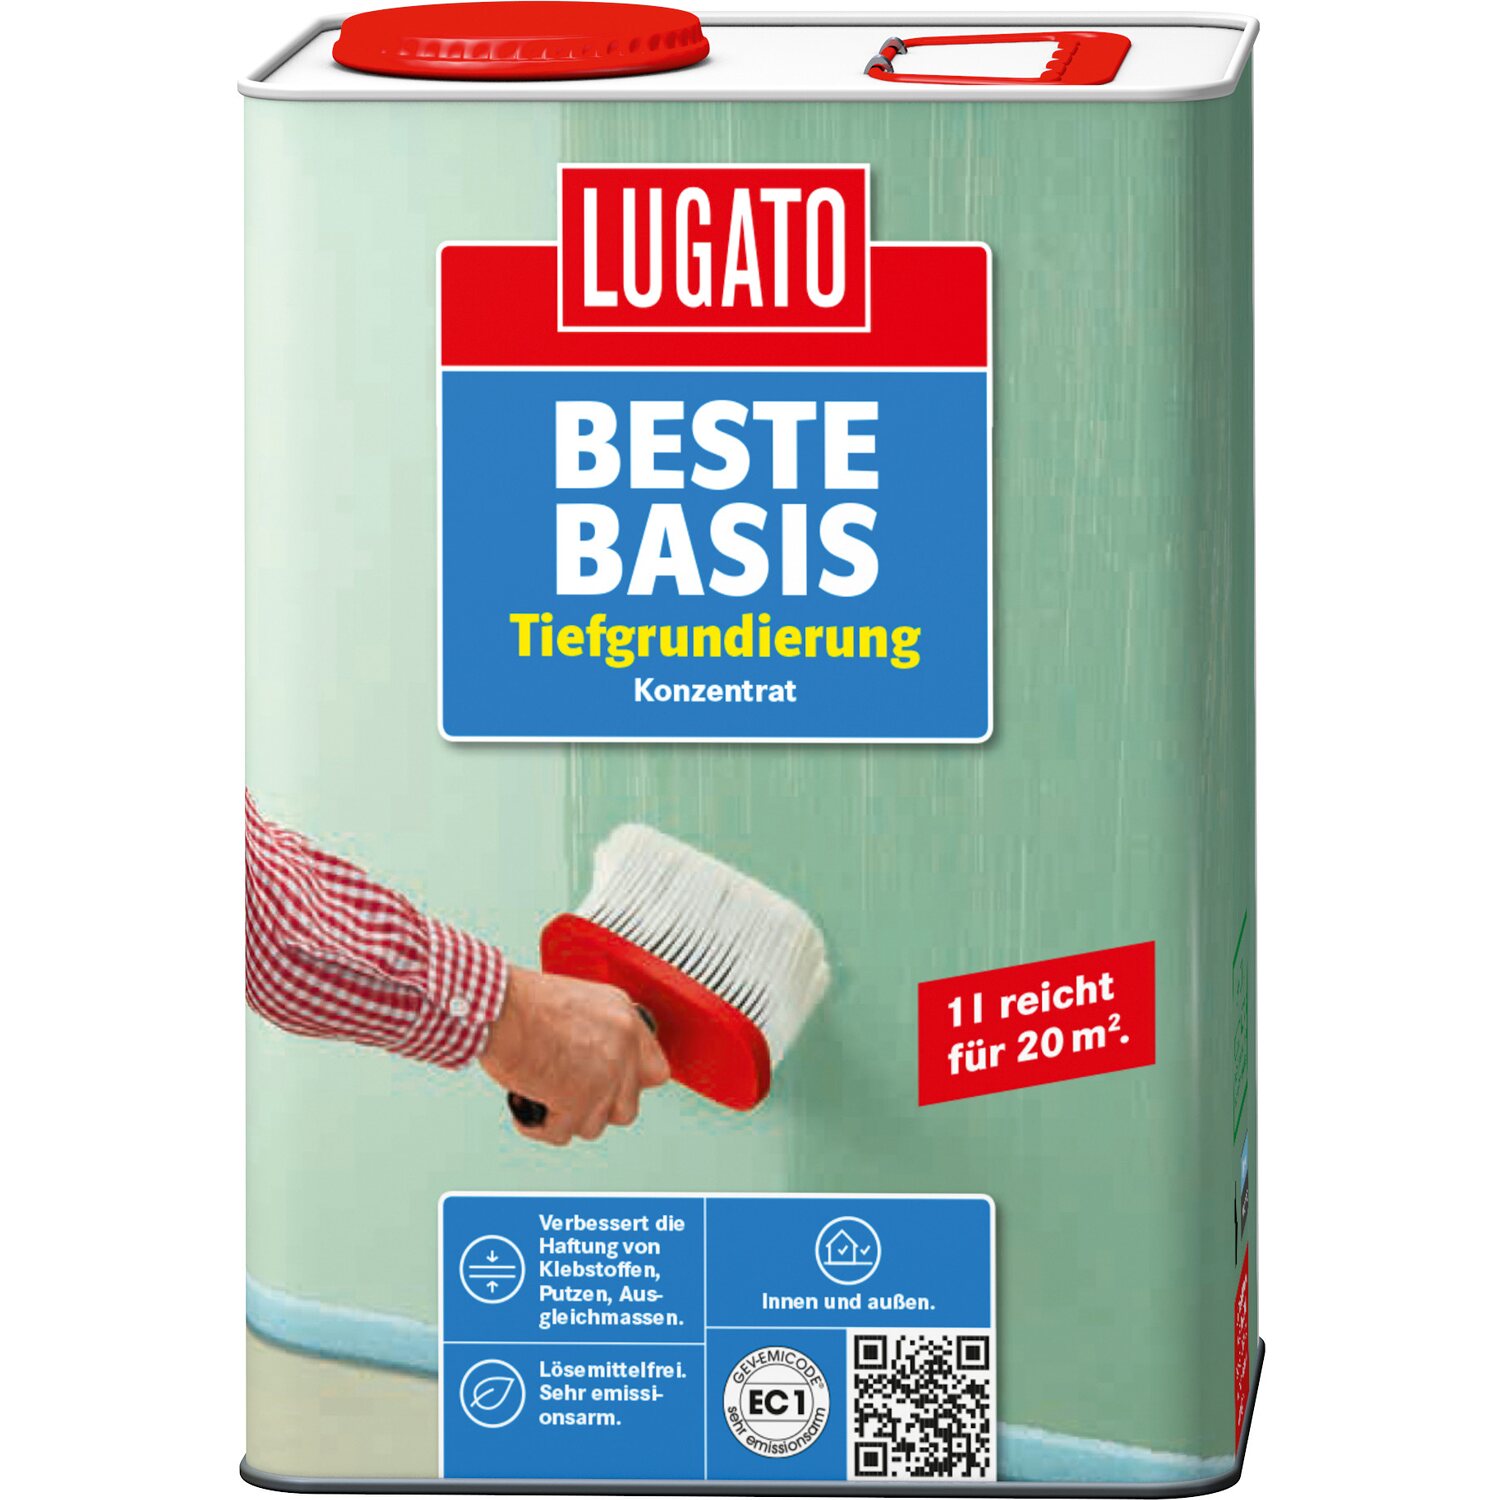 LUGATO
BESTE
BASIS
Tiefgrundierung
Konzentrat
1 l reicht
für 20 m².
Verbessert die
Haftung von
Klebstoffen,
Putzen, Aus-
gleichmassen.
Innen und außen.
Lösemittelfrei.
Sehr emissi-
onsarm.
GEV-EMICODE®
EC1
sehr emissionsarm